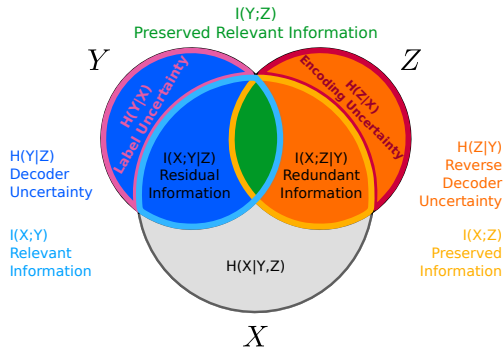 I(Y;Z)
Preserved Relevant Information
Y
Z
H(Y|X)
Label Uncertainty
H(Z|X)
Encoding Uncertainty
H(Y|Z)
Decoder
Uncertainty
I(X;Y|Z)
Residual
Information
I(X;Z|Y)
Redundant
Information
H(Z|Y)
Reverse
Decoder
Uncertainty
I(X;Y)
Relevant
Information
I(X;Z)
Preserved
Information
H(X|Y,Z)
X